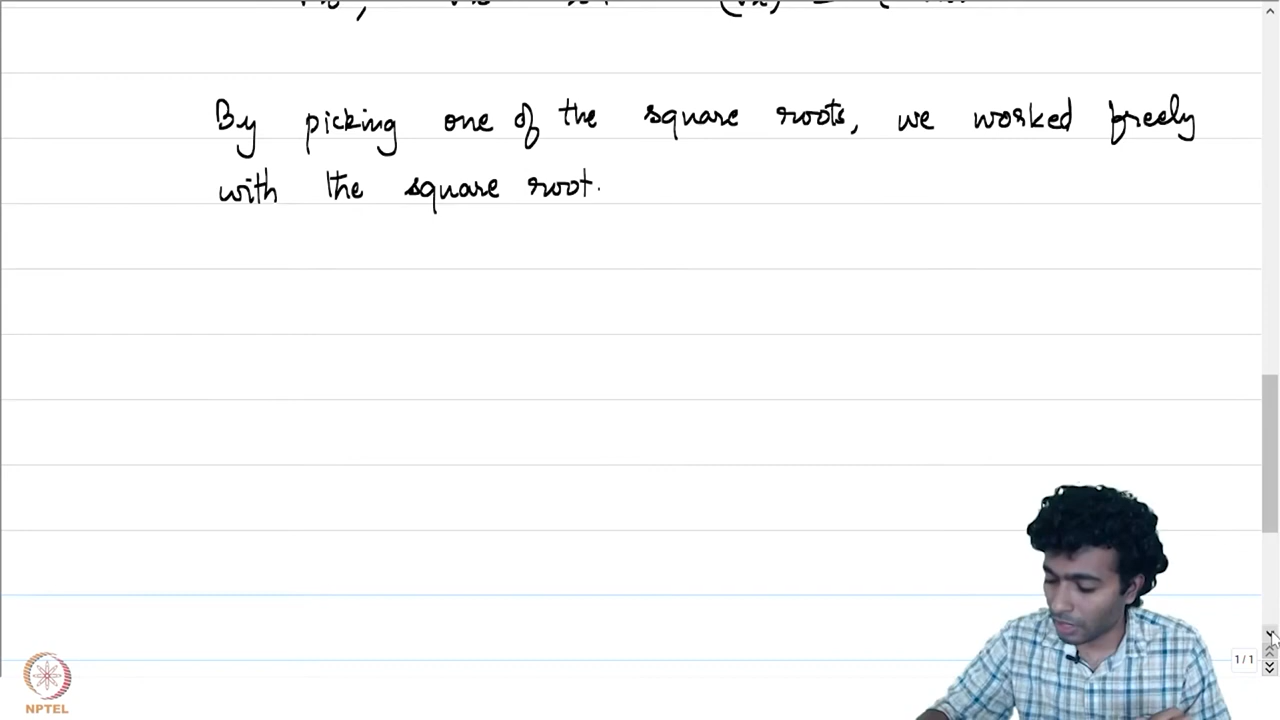 By picking one of the square roots, we worked freely
with the square root.
1/1
NPTEL